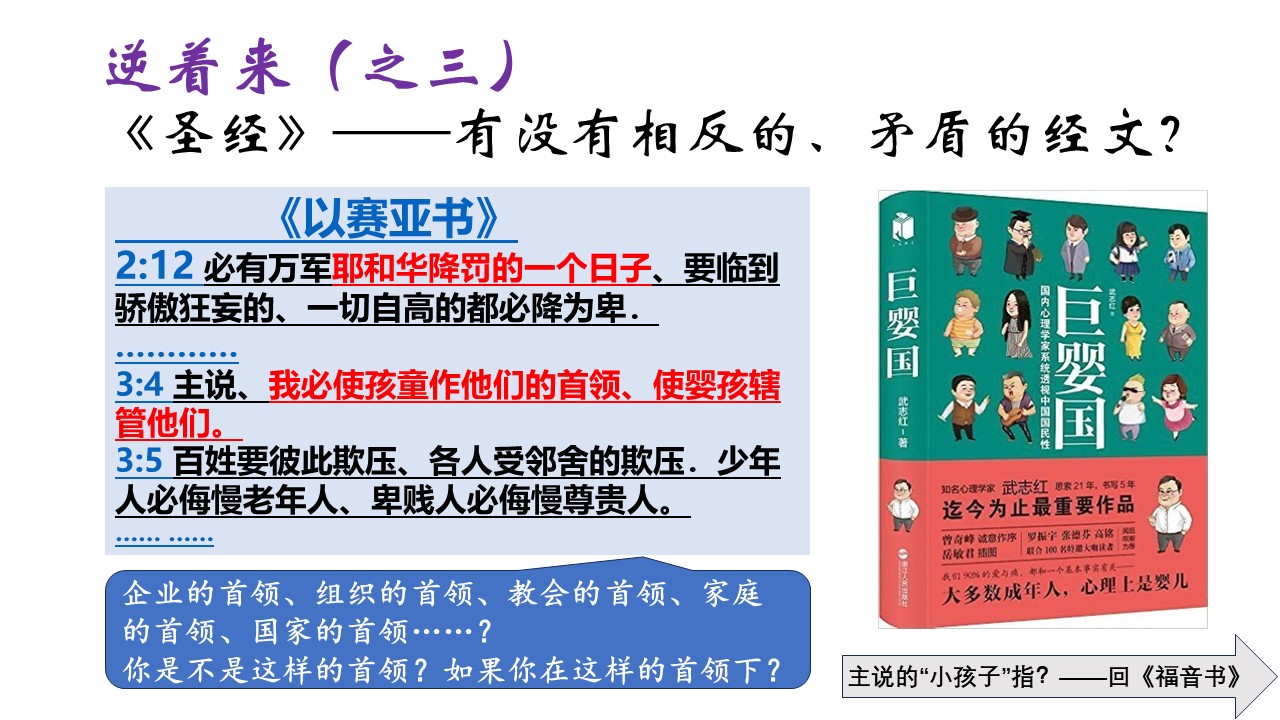 逆着来（之三）
《圣经》——有没有相反的、矛盾的经文？
《以赛亚书》
2:12 必有万军耶和华降罚的一个日子、要临到
骄傲狂妄的、一切自高的都必降为卑．
…………
3:4 主说、我必使孩童作他们的首领、使婴孩辖
管他们。
3:5 百姓要彼此欺压、各人受邻舍的欺压．少年
人必侮慢老年人、卑贱人必侮慢尊贵人。
…… ……
企业的首领、组织的首领、教会的首领、家庭
的首领、国家的首领……？
你是不是这样的首领？如果你在这样的首领下？
巨婴国
武志红·著
巨婴国
国内心理学家系统透视中国国民性
武志红
知名心理学家 武志红 思索21年，书写5年
迄今为止最重要作品
曾奇峰 诚意作序
岳敏君 插图
罗振宇 张德芬 高铭
联合100名特邀大咖读者
浙江人民出版社
我们90%的爱与痛，都和一个基本事实有关——
大多数成年人，心理上是婴儿
主说的“小孩子”指？——回《福音书》